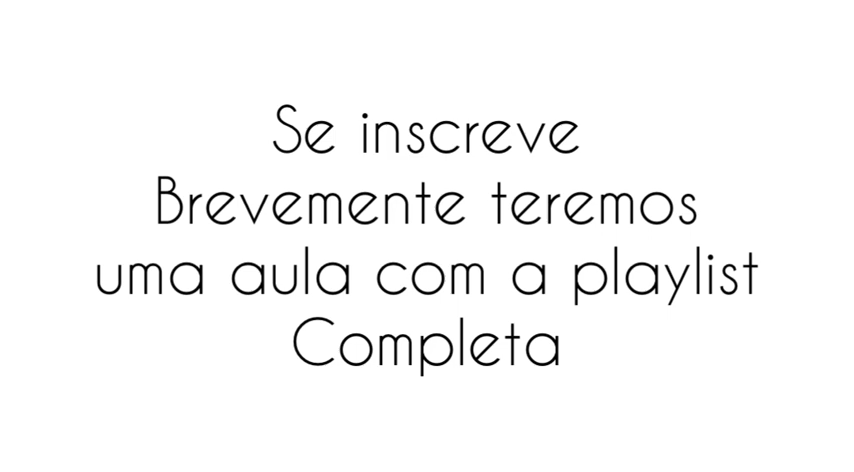 Se inscreve
Brevemente teremos
uma aula com a playlist
Completa